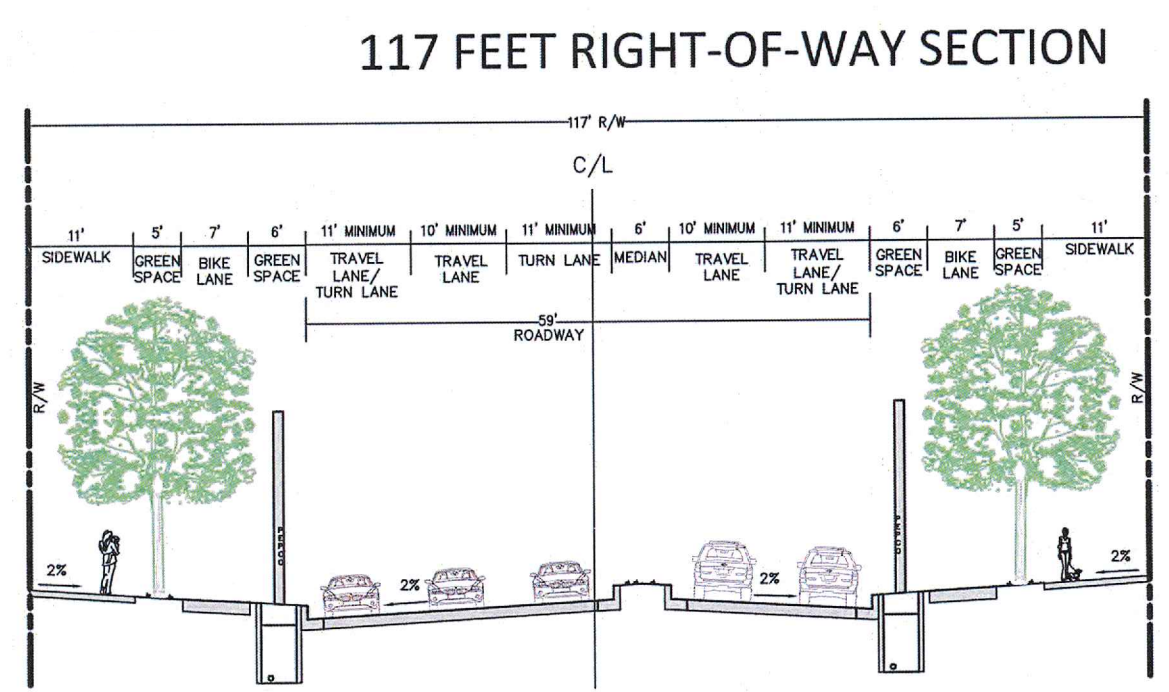 117 FEET RIGHT-OF-WAY SECTION
117' R/W
C/L
11' 5' 7' 6' 11' MINIMUM 10' MINIMUM 11' MINIMUM 6' 10' MINIMUM 11' MINIMUM 6' 7' 5' 11'
SIDEWALK
GREEN
SPACE
BIKE
LANE
GREEN
SPACE
TRAVEL
LANE/
TURN LANE
TRAVEL
LANE
TURN LANE
MEDIAN
TRAVEL
LANE
TRAVEL
LANE/
TURN LANE
GREEN
SPACE
BIKE
LANE
GREEN
SPACE
SIDEWALK
59'
ROADWAY
R/W
R/W
PEPCO
PEPCO
2%
2%
2%
2%